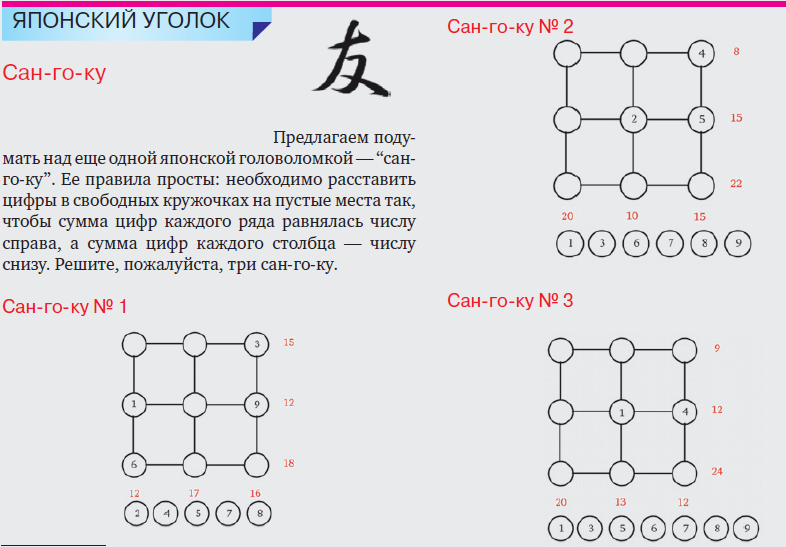 ЯПОНСКИЙ УГОЛОК
Сан-го-ку
友
Предлагаем поду-
мать над еще одной японской головоломкой — “сан-
го-ку”. Ее правила просты: необходимо расставить
цифры в свободных кружочках на пустые места так,
чтобы сумма цифр каждого ряда равнялась числу
справа, а сумма цифр каждого столбца — числу
снизу. Решите, пожалуйста, три сан-го-ку.
Сан-го-ку № 1
3 15
1 9 12
6 18
12 17 16
2 4 5 7 8
Сан-го-ку № 2
4 8
2 5 15
22
20 10 15
1 3 6 7 8 9
Сан-го-ку № 3
9
1 4 12
24
20 13 12
1 3 5 6 7 8 9